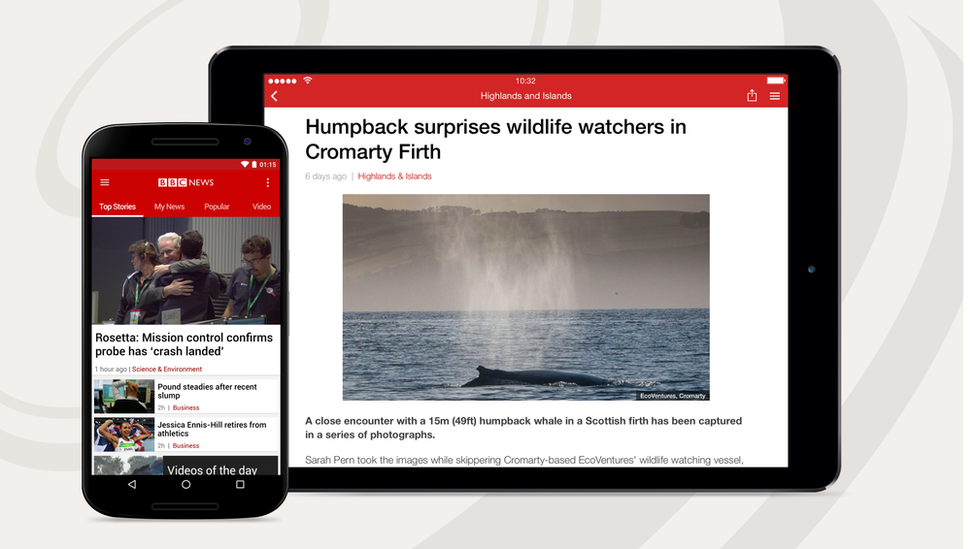 10:32
Highlands and Islands
Humpback surprises wildlife watchers in
Cromarty Firth
6 days ago | Highlands & Islands
EcoVentures, Cromarty
A close encounter with a 15m (49ft) humpback whale in a Scottish firth has been captured
in a series of photographs.
Sarah Pern took the images while skippering Cromarty-based EcoVentures' wildlife watching vessel,
01:15
BBC NEWS
Top Stories My News Popular Video
Rosetta: Mission control confirms
probe has ‘crash landed’
1 hour ago | Science & Environment
Pound steadies after recent
slump
2h | Business
Jessica Ennis-Hill retires from
athletics
2h | Business
Videos of the day